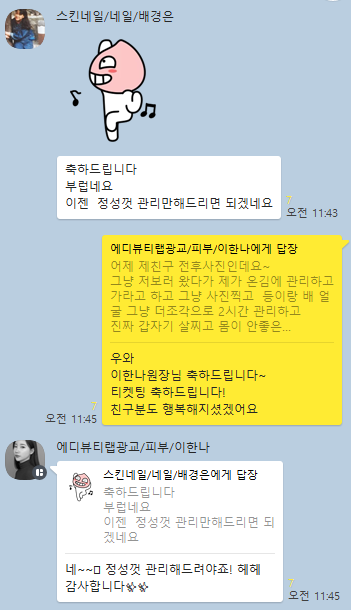 스킨네일/네일/배경은
축하드립니다
부럽네요
이젠  정성껏 관리만해드리면 되겠네요
7
오전 11:43
에디뷰티랩광교/피부/이한나에게 답장
어제 제친구 전후사진인데요~
그냥 저보러 왔다가 제가 온김에 관리하고
가라고 하고 그냥 사진찍고  등이랑 배 얼
굴 그냥 더조각으로 2시간 관리하고
진짜 갑자기 살찌고 몸이 안좋은...
우와
이한나원장님 축하드립니다~
티켓팅 축하드립니다!
친구분도 행복해지셨겠어요
7
오전 11:45
에디뷰티랩광교/피부/이한나
스킨네일/네일/배경은에게 답장
축하드립니다
부럽네요
이젠  정성껏 관리만해드리면 되
겠네요
네~~ 정성껏 관리해드려야죠! 헤헤
감사합니다
7
오전 11:45